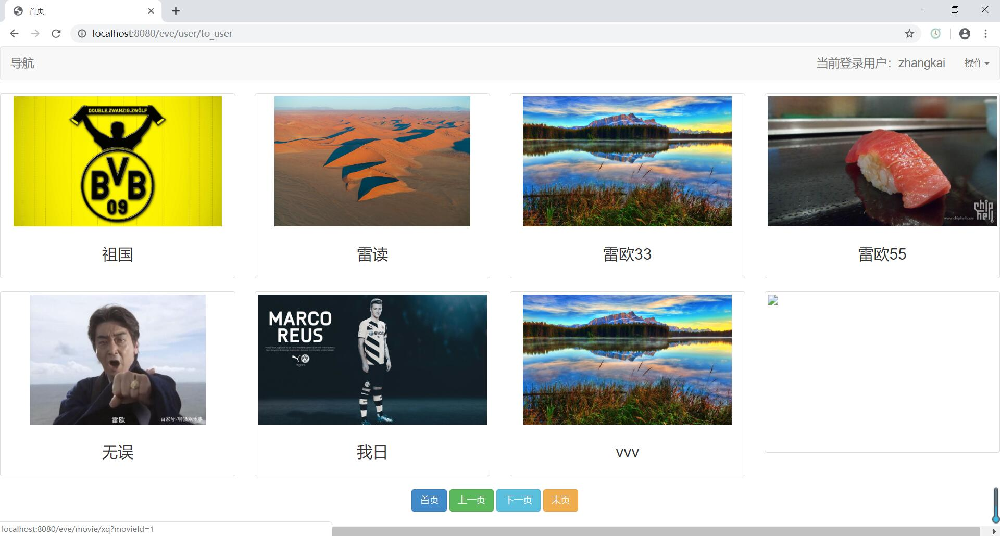 首页
localhost:8080/eve/user/to_user
导航
当前登录用户：zhangkai
操作
DOUBLE.ZWANZIG.ZWÖLF
BVB
09
chip
hell
www.chiphell.com
祖国
雷读
雷欧33
雷欧55
雷欧
百家号/特摄娱乐事
MARCO
REUS
EVON
无误
我日
vvv
首页
上一页
下一页
末页
localhost:8080/eve/movie/xq?movieId=1